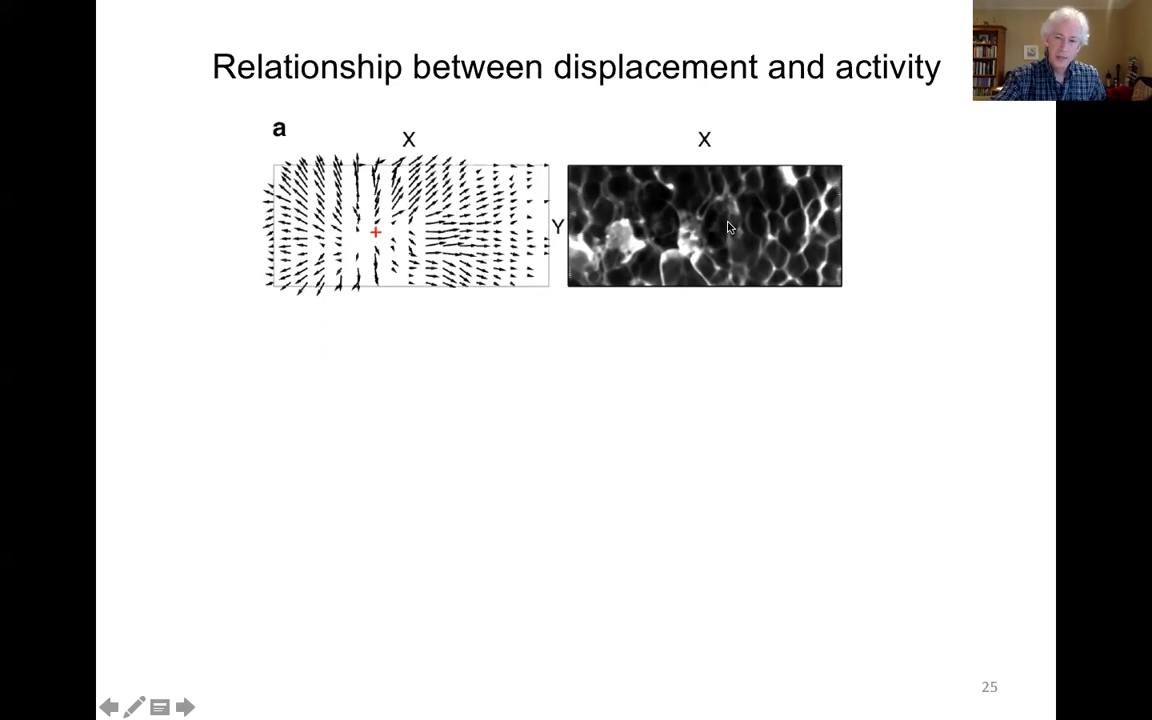 Relationship between displacement and activity
a
X
X
Y
25